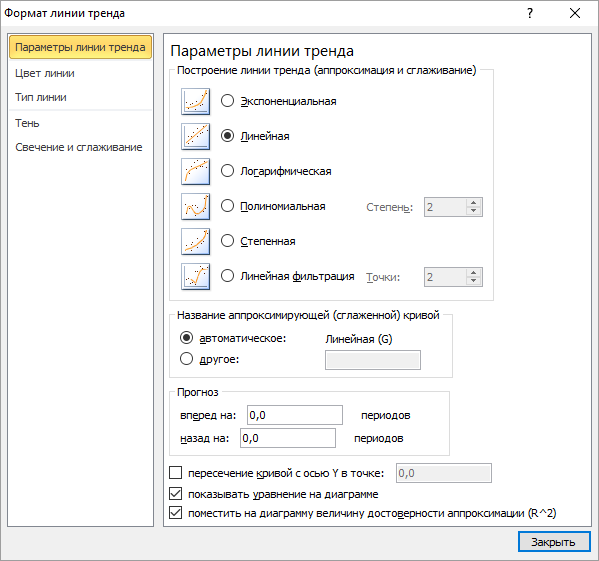 Формат линии тренда
?
Параметры линии тренда
Цвет линии
Тип линии
Тень
Свечение и сглаживание
Параметры линии тренда
Построение линии тренда (аппроксимация и сглаживание)
Экспоненциальная
Линейная
Логарифмическая
Полиномиальная Степень: 2
Степенная
Линейная фильтрация Точки: 2
Название аппроксимирующей (сглаженной) кривой
автоматическое: Линейная (G)
другое:
Прогноз
вперед на: 0,0 периодов
назад на: 0,0 периодов
пересечение кривой с осью Y в точке: 0,0
показывать уравнение на диаграмме
поместить на диаграмму величину достоверности аппроксимации (R^2)
Закрыть